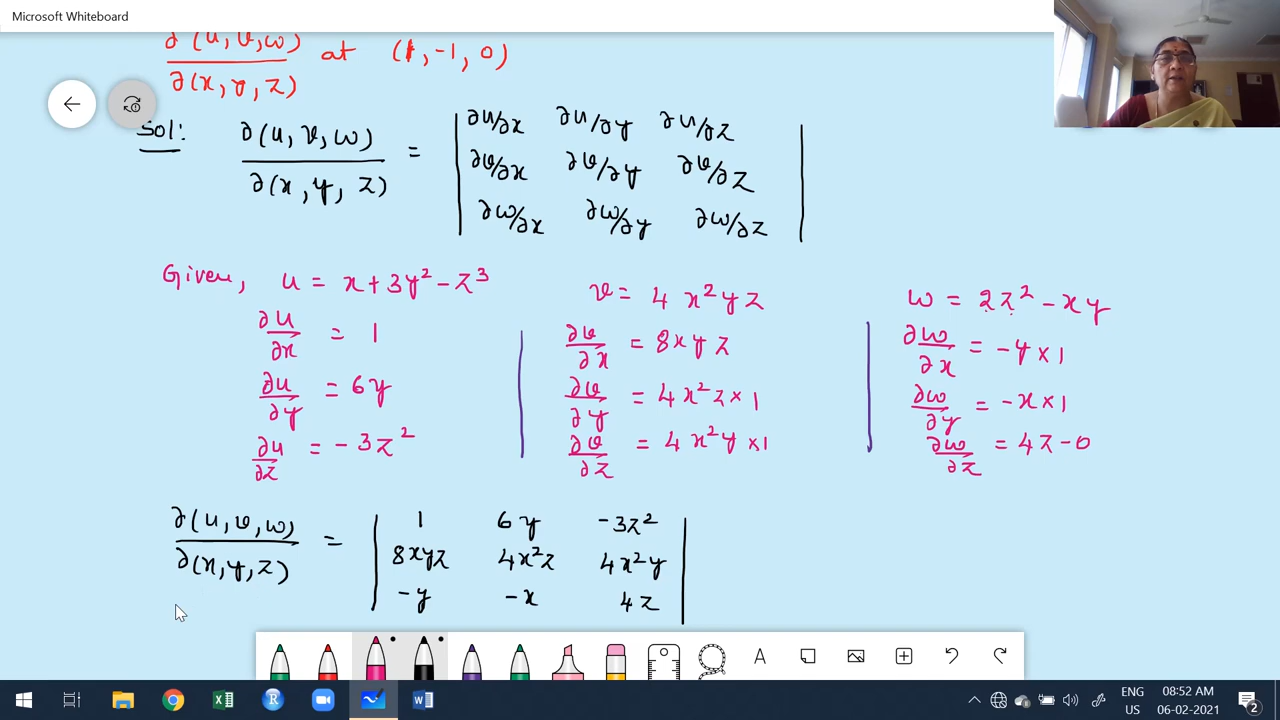 Microsoft Whiteboard
∂(u,v,w)/∂(x,y,z) at (1,-1,0)
Sol: ∂(u,v,w)/∂(x,y,z) = | ∂u/∂x ∂u/∂y ∂u/∂z |
| ∂v/∂x ∂v/∂y ∂v/∂z |
| ∂w/∂x ∂w/∂y ∂w/∂z |
Given, u = x+3y²-z³ v = 4x²yz w = 2z²-xy
∂u/∂x = 1 ∂v/∂x = 8xyz ∂w/∂x = -y×1
∂u/∂y = 6y ∂v/∂y = 4x²z×1 ∂w/∂y = -x×1
∂u/∂z = -3z² ∂v/∂z = 4x²y×1 ∂w/∂z = 4z-0
∂(u,v,w)/∂(x,y,z) = | 1 6y -3z² |
| 8xyz 4x²z 4x²y |
| -y -x 4z |
A
ENG 08:52 AM
US 06-02-2021 2